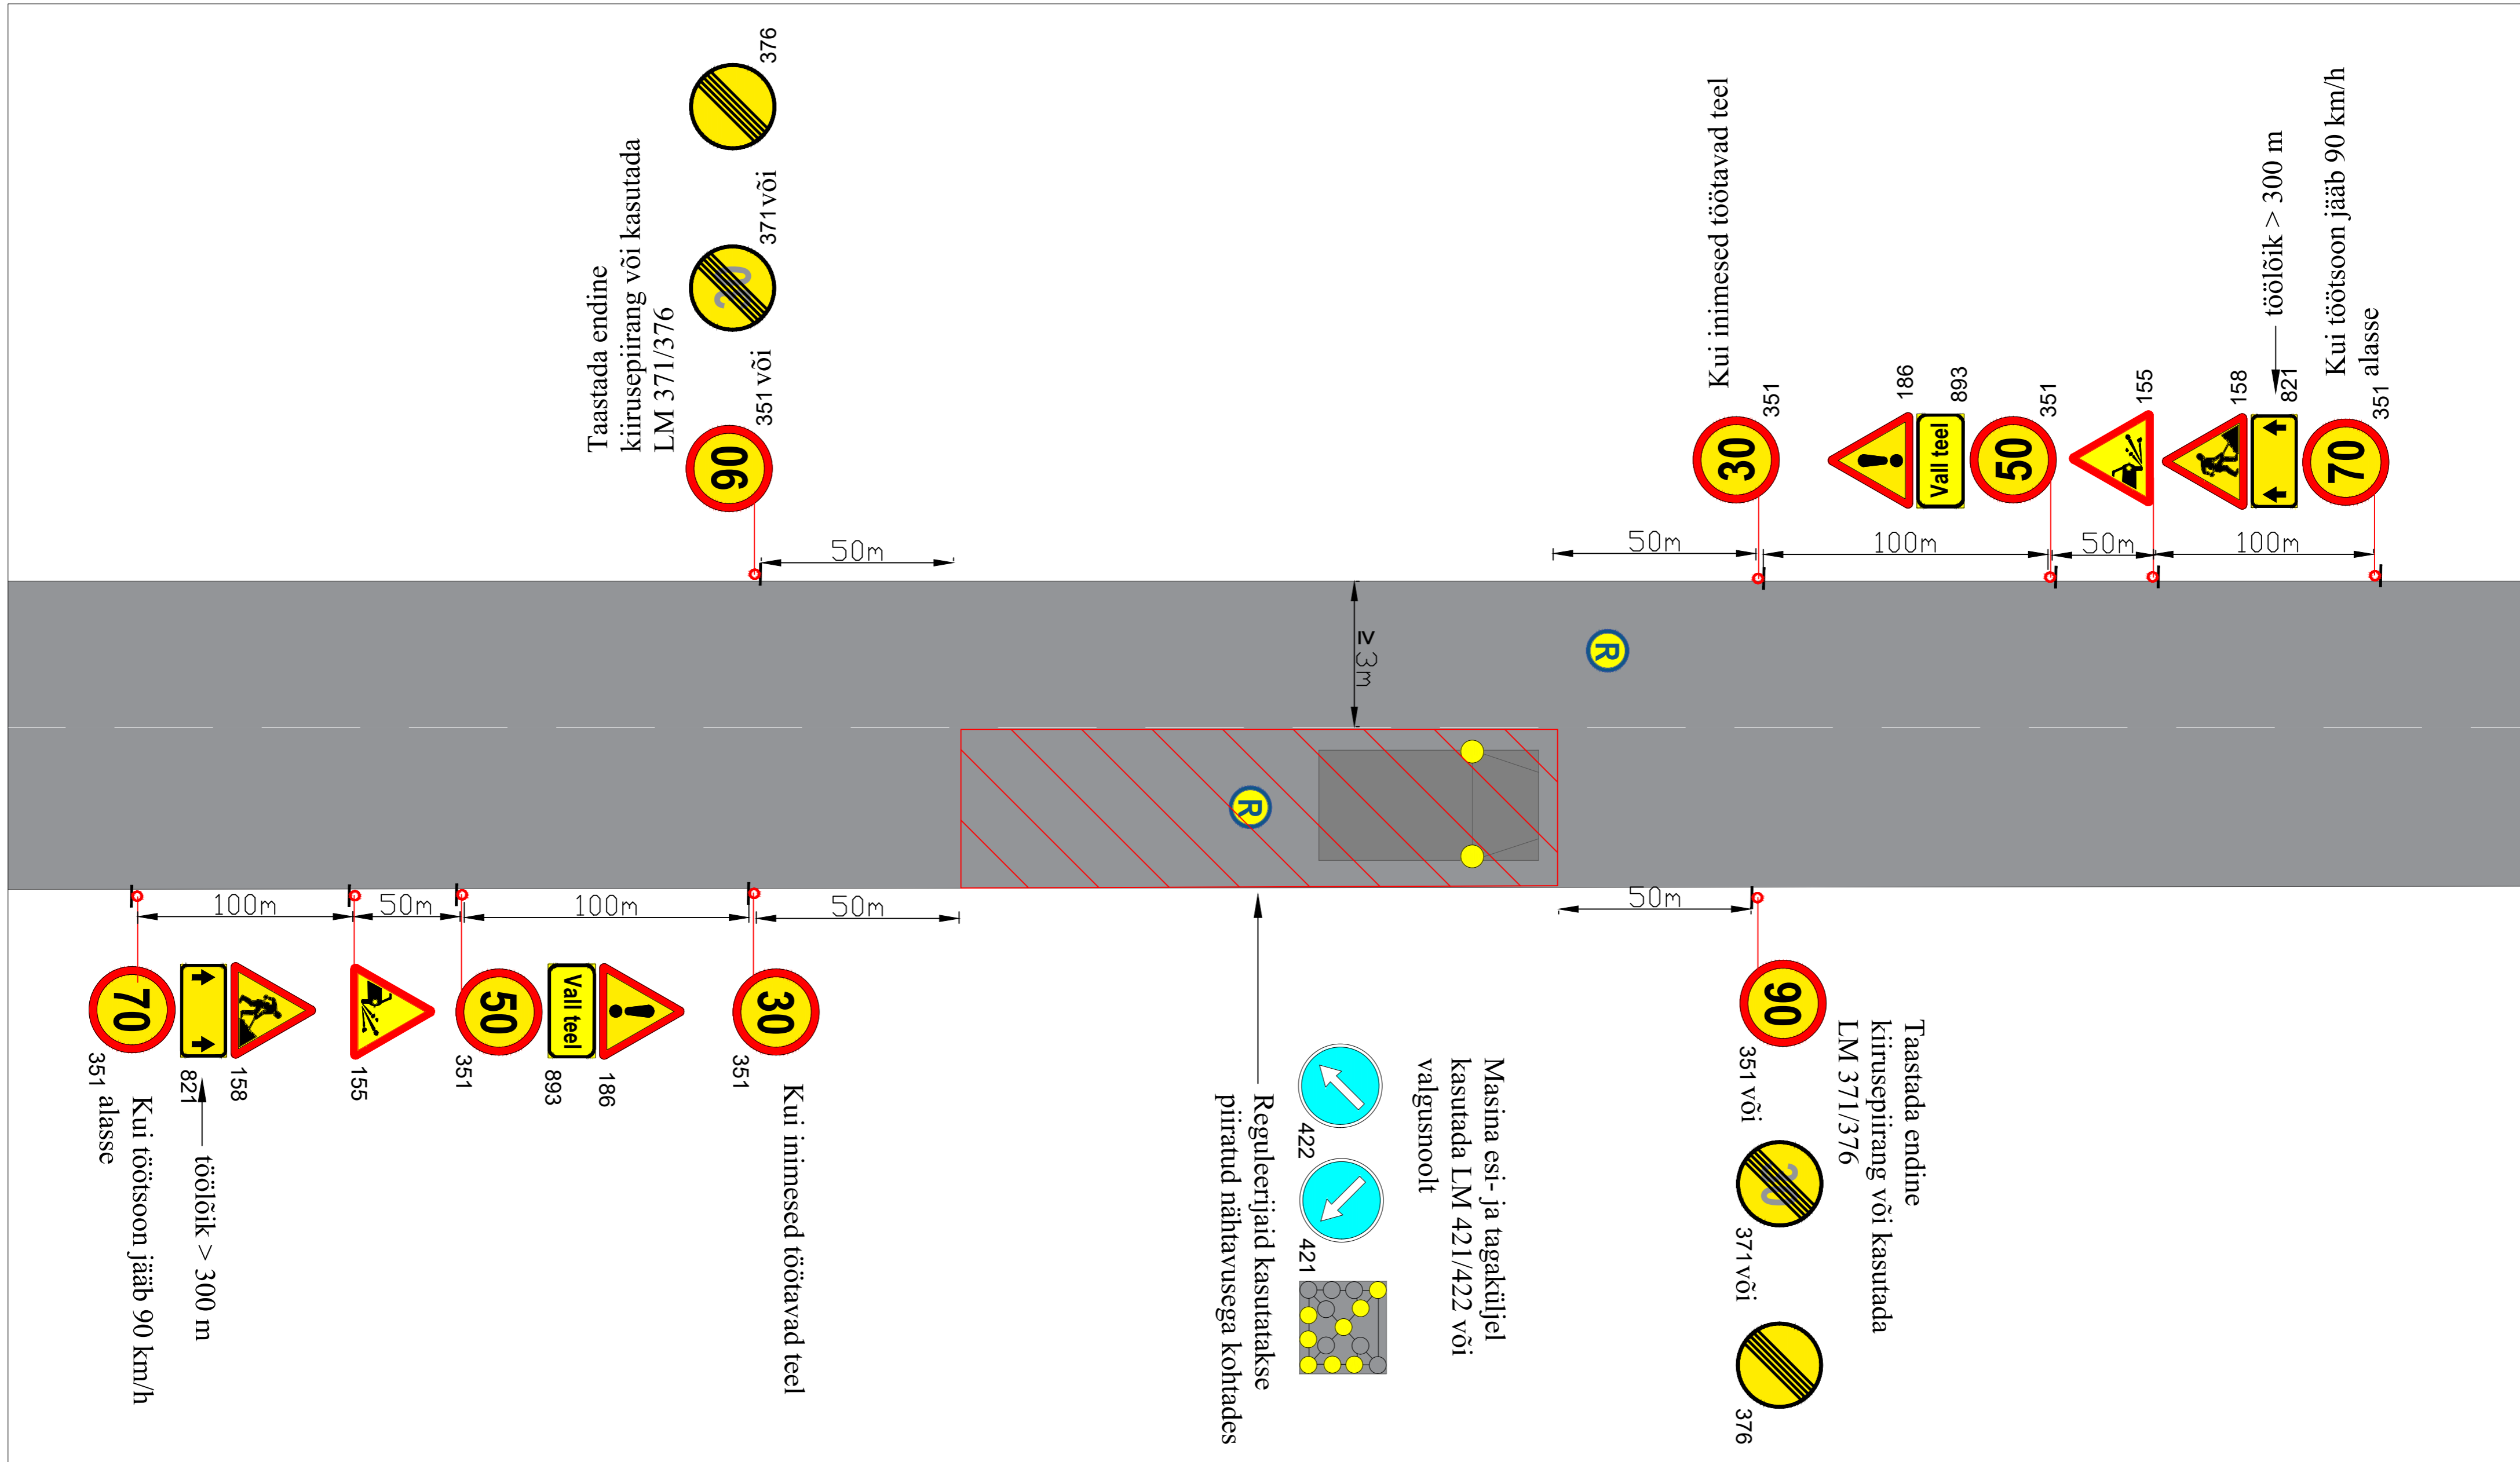 376
371 või
351 või
Taastada endine
kiirusepiirang või kasutada
LM 371/376
90
50m
Kui inimesed töötavad teel
351
30
186
893
Vall teel
351
50
155
158
821
töölõik > 300 m
Kui töötsoon jääb 90 km/h
alasse
351
70
50m
100m
50m
100m
≥ 3m
R
R
100m
50m
100m
50m
50m
70
351
Kui töötsoon jääb 90 km/h
alasse
821
158
töölõik > 300 m
155
50
351
Vall teel
893
186
30
351
Kui inimesed töötavad teel
Reguleerijaid kasutatakse
piiratud nähtavusega kohtades
422
421
Masina esi- ja tagaküljel
kasutada LM 421/422 või
valgusnoolt
90
351 või
371 või
376
Taastada endine
kiirusepiirang või kasutada
LM 371/376